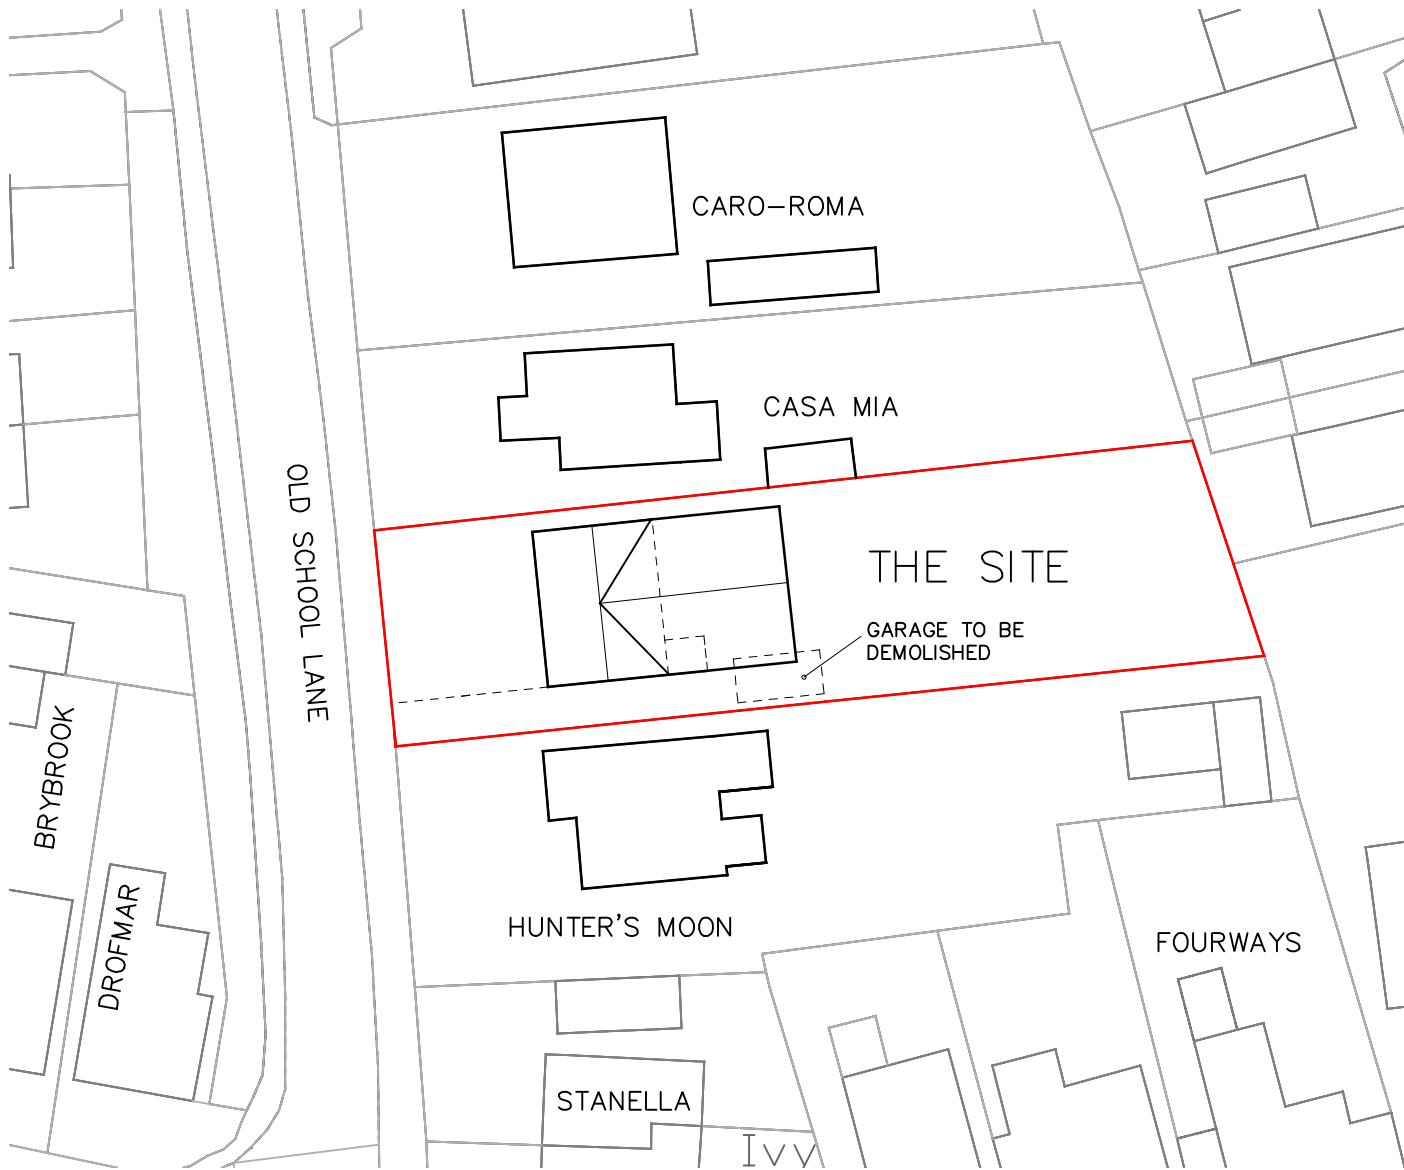 CARO-ROMA
CASA MIA
OLD SCHOOL LANE
THE SITE
GARAGE TO BE
DEMOLISHED
BRYBROOK
DROFMAR
HUNTER'S MOON
FOURWAYS
STANELLA
Ivy